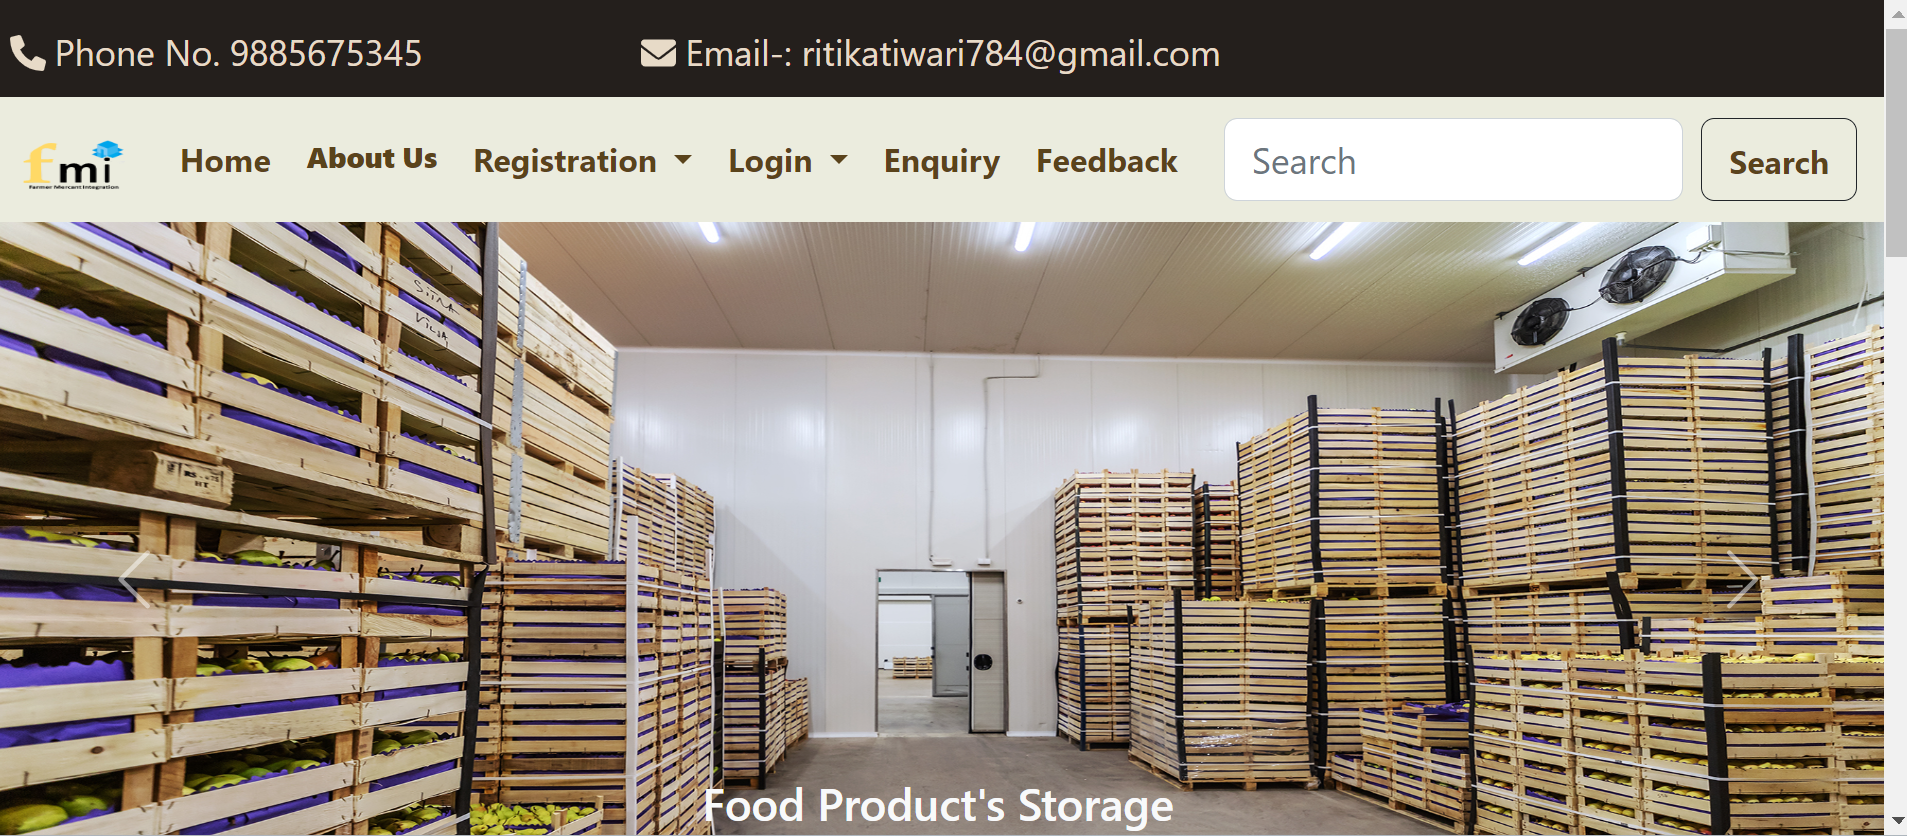 Phone No. 9885675345
Email-: ritikatiwari784@gmail.com
fmi
Farmer Mercant Integration
Home
About Us
Registration
Login
Enquiry
Feedback
Search
Search
Food Product's Storage